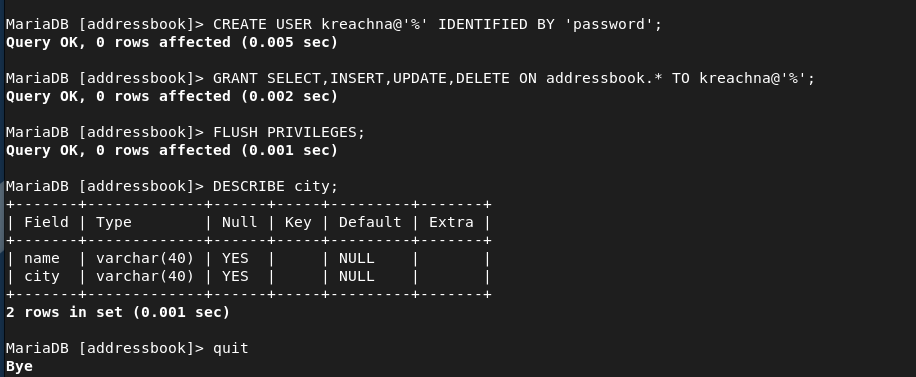 MariaDB [addressbook]> CREATE USER kreachna@'%' IDENTIFIED BY 'password';
Query OK, 0 rows affected (0.005 sec)
MariaDB [addressbook]> GRANT SELECT,INSERT,UPDATE,DELETE ON addressbook.* TO kreachna@'%';
Query OK, 0 rows affected (0.002 sec)
MariaDB [addressbook]> FLUSH PRIVILEGES;
Query OK, 0 rows affected (0.001 sec)
MariaDB [addressbook]> DESCRIBE city;
+-------+-------------+------+-----+---------+-------+
| Field | Type        | Null | Key | Default | Extra |
+-------+-------------+------+-----+---------+-------+
| name  | varchar(40) | YES  |     | NULL    |       |
| city  | varchar(40) | YES  |     | NULL    |       |
+-------+-------------+------+-----+---------+-------+
2 rows in set (0.001 sec)
MariaDB [addressbook]> quit
Bye